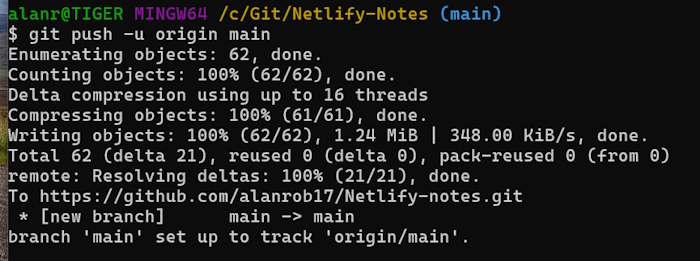 alanr@TIGER MINGW64 /c/Git/Netlify-Notes (main)
$ git push -u origin main
Enumerating objects: 62, done.
Counting objects: 100% (62/62), done.
Delta compression using up to 16 threads
Compressing objects: 100% (61/61), done.
Writing objects: 100% (62/62), 1.24 MiB | 348.00 KiB/s, done.
Total 62 (delta 21), reused 0 (delta 0), pack-reused 0 (from 0)
remote: Resolving deltas: 100% (21/21), done.
To https://github.com/alanrob17/Netlify-notes.git
 * [new branch]      main -> main
branch 'main' set up to track 'origin/main'.